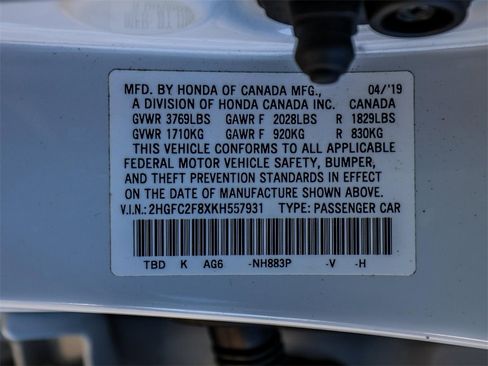 MFD. BY HONDA OF CANADA MFG., 04/'19
A DIVISION OF HONDA CANADA INC. CANADA
GVWR 3769LBS GAWR F 2028LBS R 1829LBS
GVWR 1710KG GAWR F 920KG R 830KG
THIS VEHICLE CONFORMS TO ALL APPLICABLE
FEDERAL MOTOR VEHICLE SAFETY, BUMPER,
AND THEFT PREVENTION STANDARDS IN EFFECT
ON THE DATE OF MANUFACTURE SHOWN ABOVE.
V.I.N.: 2HGFC2F8XKH557931 TYPE: PASSENGER CAR
TBD K AG6 -NH883P -V -H